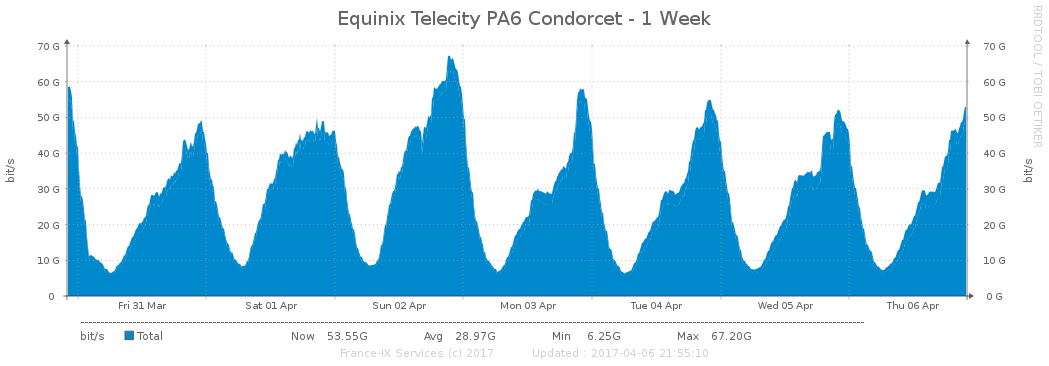 Equinix Telecity PA6 Condorcet - 1 Week
RRDTOOL / TOBI OETIKER
70 G 70 G
60 G 60 G
50 G 50 G
40 G 40 G
30 G 30 G
20 G 20 G
10 G 10 G
0 0 G
bit/s
bit/s
Fri 31 Mar Sat 01 Apr Sun 02 Apr Mon 03 Apr Tue 04 Apr Wed 05 Apr Thu 06 Apr
bit/s Total Now 53.55G Avg 28.97G Min 6.25G Max 67.20G
France-IX Services (c) 2017 Updated : 2017-04-06 21:55:10